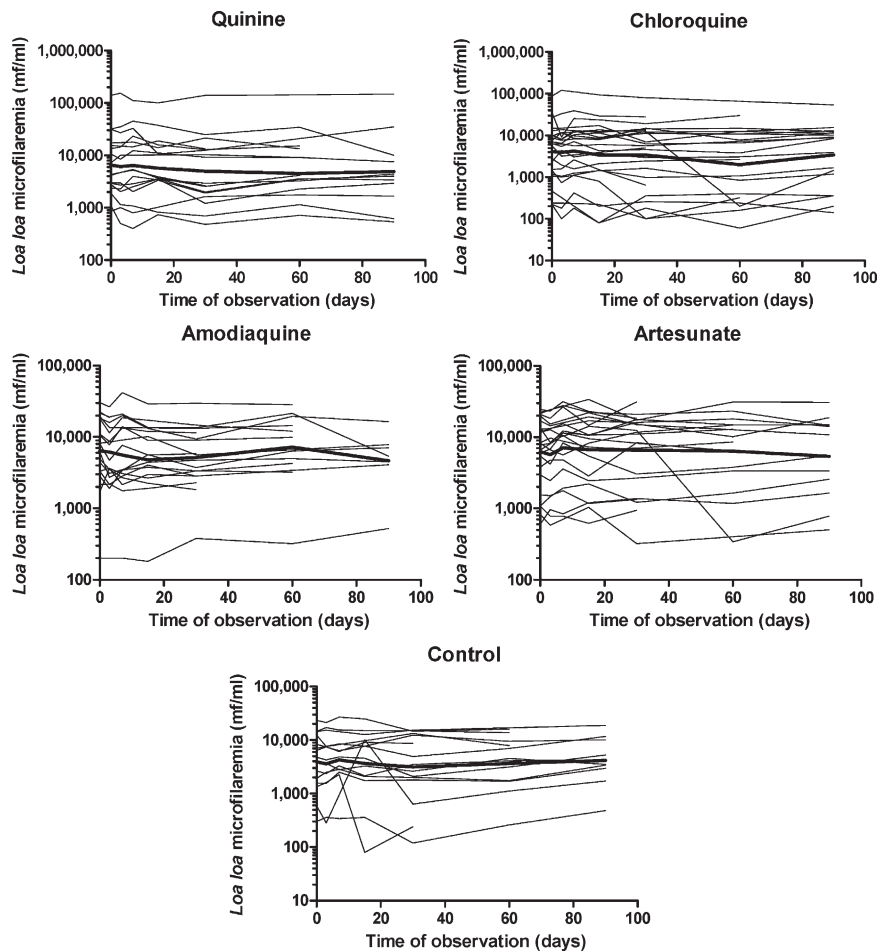 Quinine
Loa loa microfilaremia (mf/ml)
1,000,000
100,000
10,000
1,000
100
0 20 40 60 80 100
Time of observation (days)
Chloroquine
Loa loa microfilaremia (mf/ml)
1,000,000
100,000
10,000
1,000
100
10
0 20 40 60 80 100
Time of observation (days)
Amodiaquine
Loa loa microfilaremia (mf/ml)
100,000
10,000
1,000
100
0 20 40 60 80 100
Time of observation (days)
Artesunate
Loa loa microfilaremia (mf/ml)
100,000
10,000
1,000
100
0 20 40 60 80 100
Time of observation (days)
Control
Loa loa microfilaremia (mf/ml)
100,000
10,000
1,000
100
10
0 20 40 60 80 100
Time of observation (days)